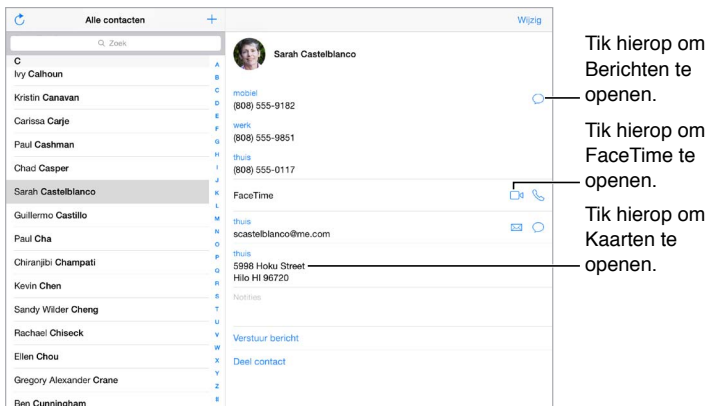 Alle contacten
+
Wijzig
Zoek
C
Ivy Calhoun
Kristin Canavan
Carissa Carje
Paul Cashman
Chad Casper
Sarah Castelblanco
Guillermo Castillo
Paul Cha
Chiranjibi Champati
Kevin Chen
Sandy Wilder Cheng
Rachael Chiseck
Ellen Chou
Gregory Alexander Crane
Ben Cunningham
A
B
C
D
E
F
G
H
I
J
K
L
M
N
O
P
Q
R
S
T
U
V
W
X
Y
Z
#
Sarah Castelblanco
mobiel
(808) 555-9182
werk
(808) 555-9851
thuis
(808) 555-0117
FaceTime
thuis
scastelblanco@me.com
thuis
5998 Hoku Street
Hilo HI 96720
Notities
Verstuur bericht
Deel contact
Tik hierop om
Berichten te
openen.
Tik hierop om
FaceTime te
openen.
Tik hierop om
Kaarten te
openen.